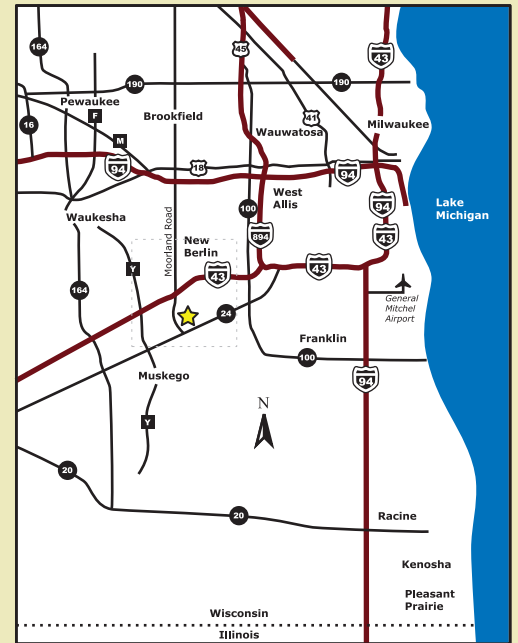 164
45
43
190
190
Pewaukee
F
Brookfield
16
41
Milwaukee
Wauwatosa
M
94
18
94
West
Allis
100
94
Lake
Michigan
Waukesha
Moorland Road
New
Berlin
894
43
Y
43
43
164
General
Mitchel
Airport
24
Franklin
100
Muskego
94
N
Y
20
20
Racine
Kenosha
Pleasant
Prairie
Wisconsin
Illinois